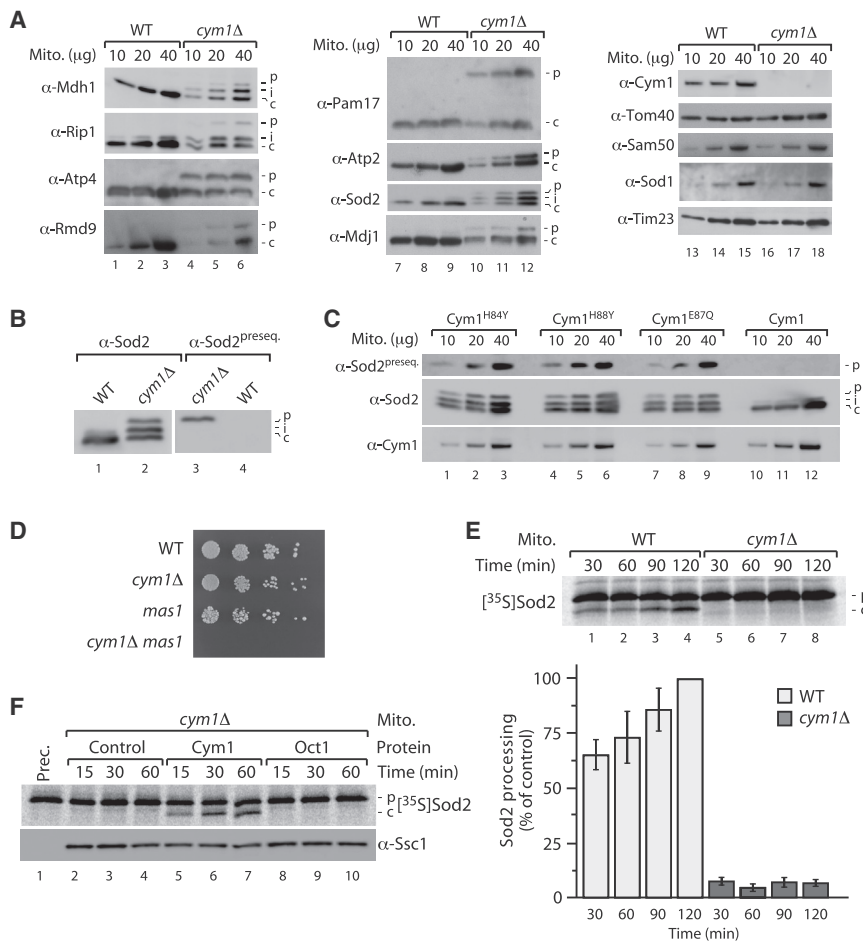 A
WT cym1Δ
Mito. (μg) 10 20 40 10 20 40
α-Mdh1 p i c
α-Rip1 p i c
α-Atp4 p c
α-Rmd9 p c
1 2 3 4 5 6
WT cym1Δ
Mito. (μg) 10 20 40 10 20 40
α-Pam17 p c
α-Atp2 p c
α-Sod2 p i c
α-Mdj1 p c
7 8 9 10 11 12
WT cym1Δ
Mito. (μg) 10 20 40 10 20 40
α-Cym1
α-Tom40
α-Sam50
α-Sod1
α-Tim23
13 14 15 16 17 18
B
α-Sod2 α-Sod2preseq.
WT cym1Δ cym1Δ WT
p i c
1 2 3 4
C
Cym1H84Y Cym1H88Y Cym1E87Q Cym1
Mito. (μg) 10 20 40 10 20 40 10 20 40 10 20 40
α-Sod2preseq. - p
α-Sod2 p i c
α-Cym1
1 2 3 4 5 6 7 8 9 10 11 12
D
WT
cym1Δ
mas1
cym1Δ mas1
E
Mito. WT cym1Δ
Time (min) 30 60 90 120 30 60 90 120
[35S]Sod2 - p - c
1 2 3 4 5 6 7 8
100
75
50
25
0
Sod2 processing
(% of control)
WT
cym1Δ
30 60 90 120 30 60 90 120
Time (min)
F
cym1Δ Mito.
Prec. Control Cym1 Oct1 Protein
15 30 60 15 30 60 15 30 60 Time (min)
- p [35S]Sod2
- c
α-Ssc1
1 2 3 4 5 6 7 8 9 10